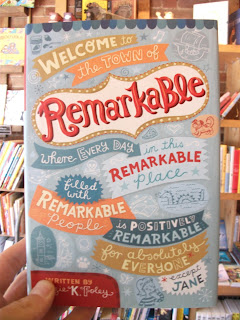 WELCOME to
the TOWN OF
RemarKaBLe
where EVERY DAY in this
REMARKABLE
place
filled
with
REMARKABLE
People
is POSITIVELY
REMARKABLE
for absolutely
EVERYONE
*except
JANE
WRITTEN BY
K. Foley